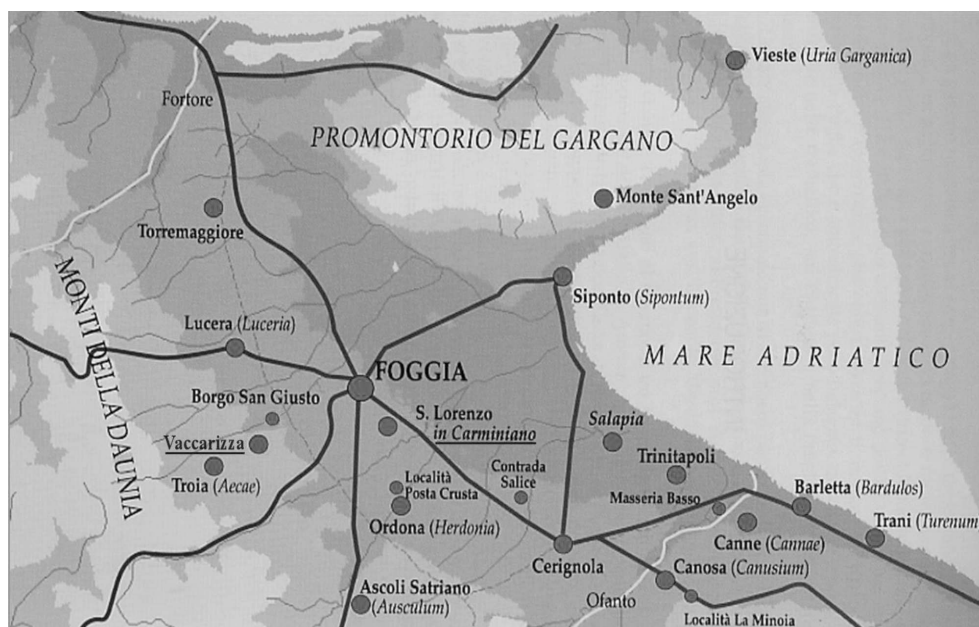 Vieste (Uria Garganica)
Fortore
PROMONTORIO DEL GARGANO
Monte Sant'Angelo
Torremaggiore
MONTI DELLA DAUNIA
Siponto (Sipontum)
Lucera (Luceria)
MARE ADRIATICO
FOGGIA
Borgo San Giusto
S. Lorenzo
in Carminiano
Salapia
Vaccarizza
Troia (Aecae)
Località
Posta Crusta
Contrada
Salice
Trinitapoli
Masseria Basso
Barletta (Bardulos)
Ordona (Herdonia)
Trani (Turenum)
Canne (Cannae)
Cerignola
Canosa (Canusium)
Ascoli Satriano
(Ausculum)
Ofanto
Località La Minoia